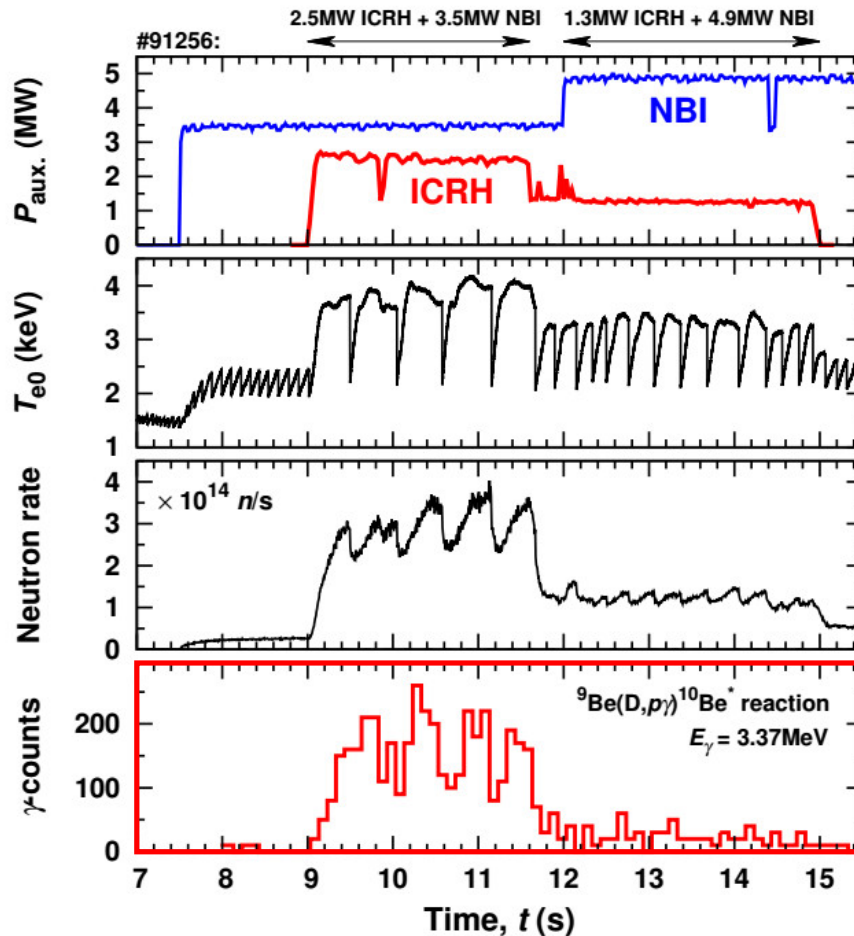 2.5MW ICRH + 3.5MW NBI 1.3MW ICRH + 4.9MW NBI
#91256:
P_aux. (MW)
5
4
3
2
1
0
NBI
ICRH
T_e0 (keV)
4
3
2
1
Neutron rate
4
3
2
1
0
× 10^14 n/s
γ-counts
200
100
0
^9Be(D,pγ)^10Be* reaction
E_γ = 3.37MeV
7 8 9 10 11 12 13 14 15
Time, t (s)